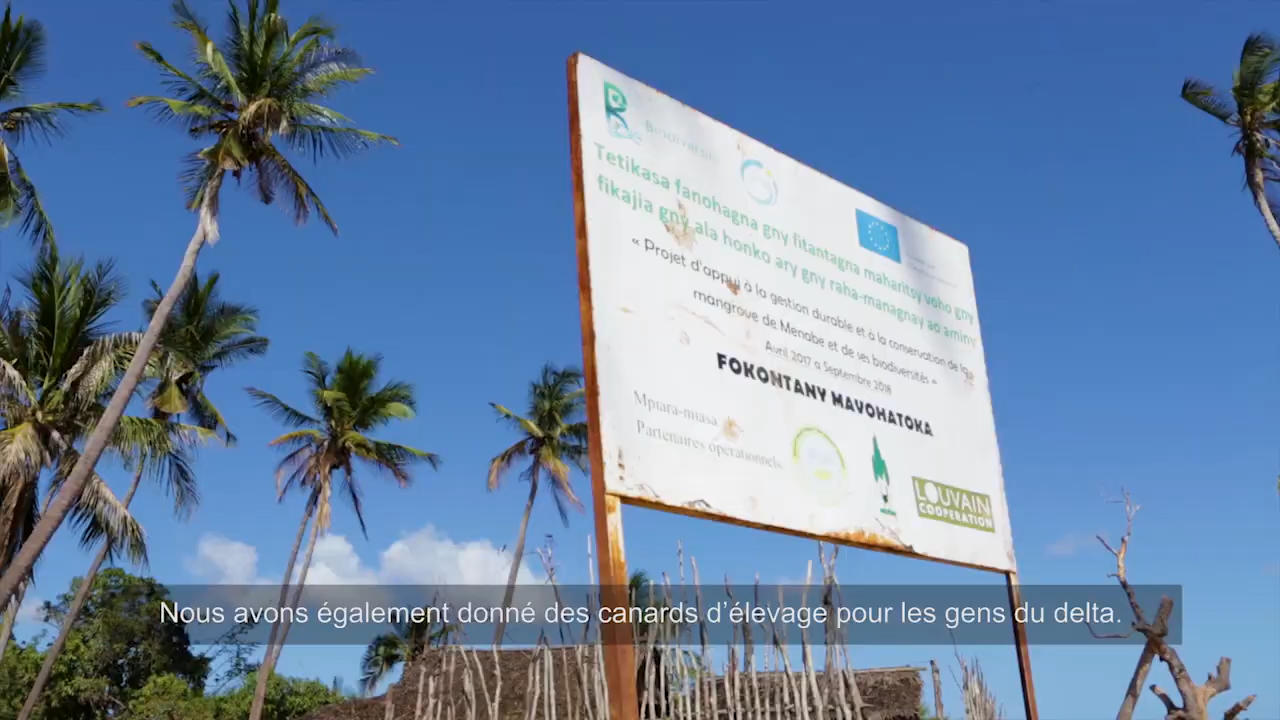 Tetikasa fanohagna gny fitantagna maharitsy voho gny
fikajia gny ala honko ary gny raha-managnay ao aminy
« Projet d'appui à la gestion durable et à la conservation de la
mangrove de Menabe et de ses biodiversités »
Avril 2017 a Septembre 2018
FOKONTANY MAVOHATOKA
Mpiara-miasa
Partenaires opérationnels
LOUVAIN
COOPERATION
Nous avons également donné des canards d’élevage pour les gens du delta.